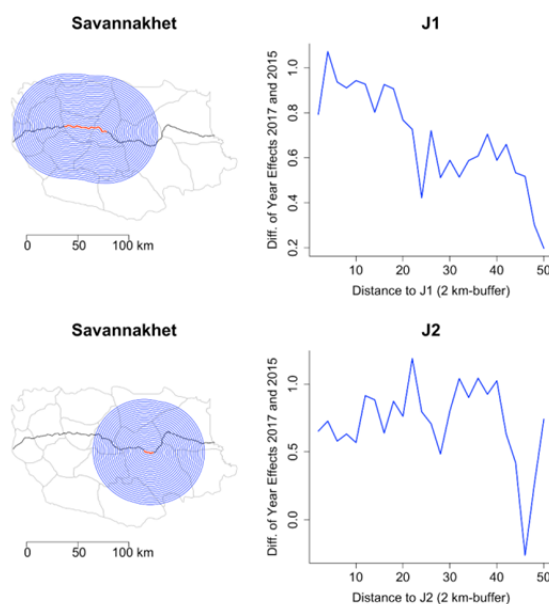 Savannakhet
0 50 100 km
J1
Diff. of Year Effects 2017 and 2015
0.2 0.4 0.6 0.8 1.0
10 20 30 40 50
Distance to J1 (2 km-buffer)
Savannakhet
0 50 100 km
J2
Diff. of Year Effects 2017 and 2015
0.0 0.5 1.0
10 20 30 40 50
Distance to J2 (2 km-buffer)